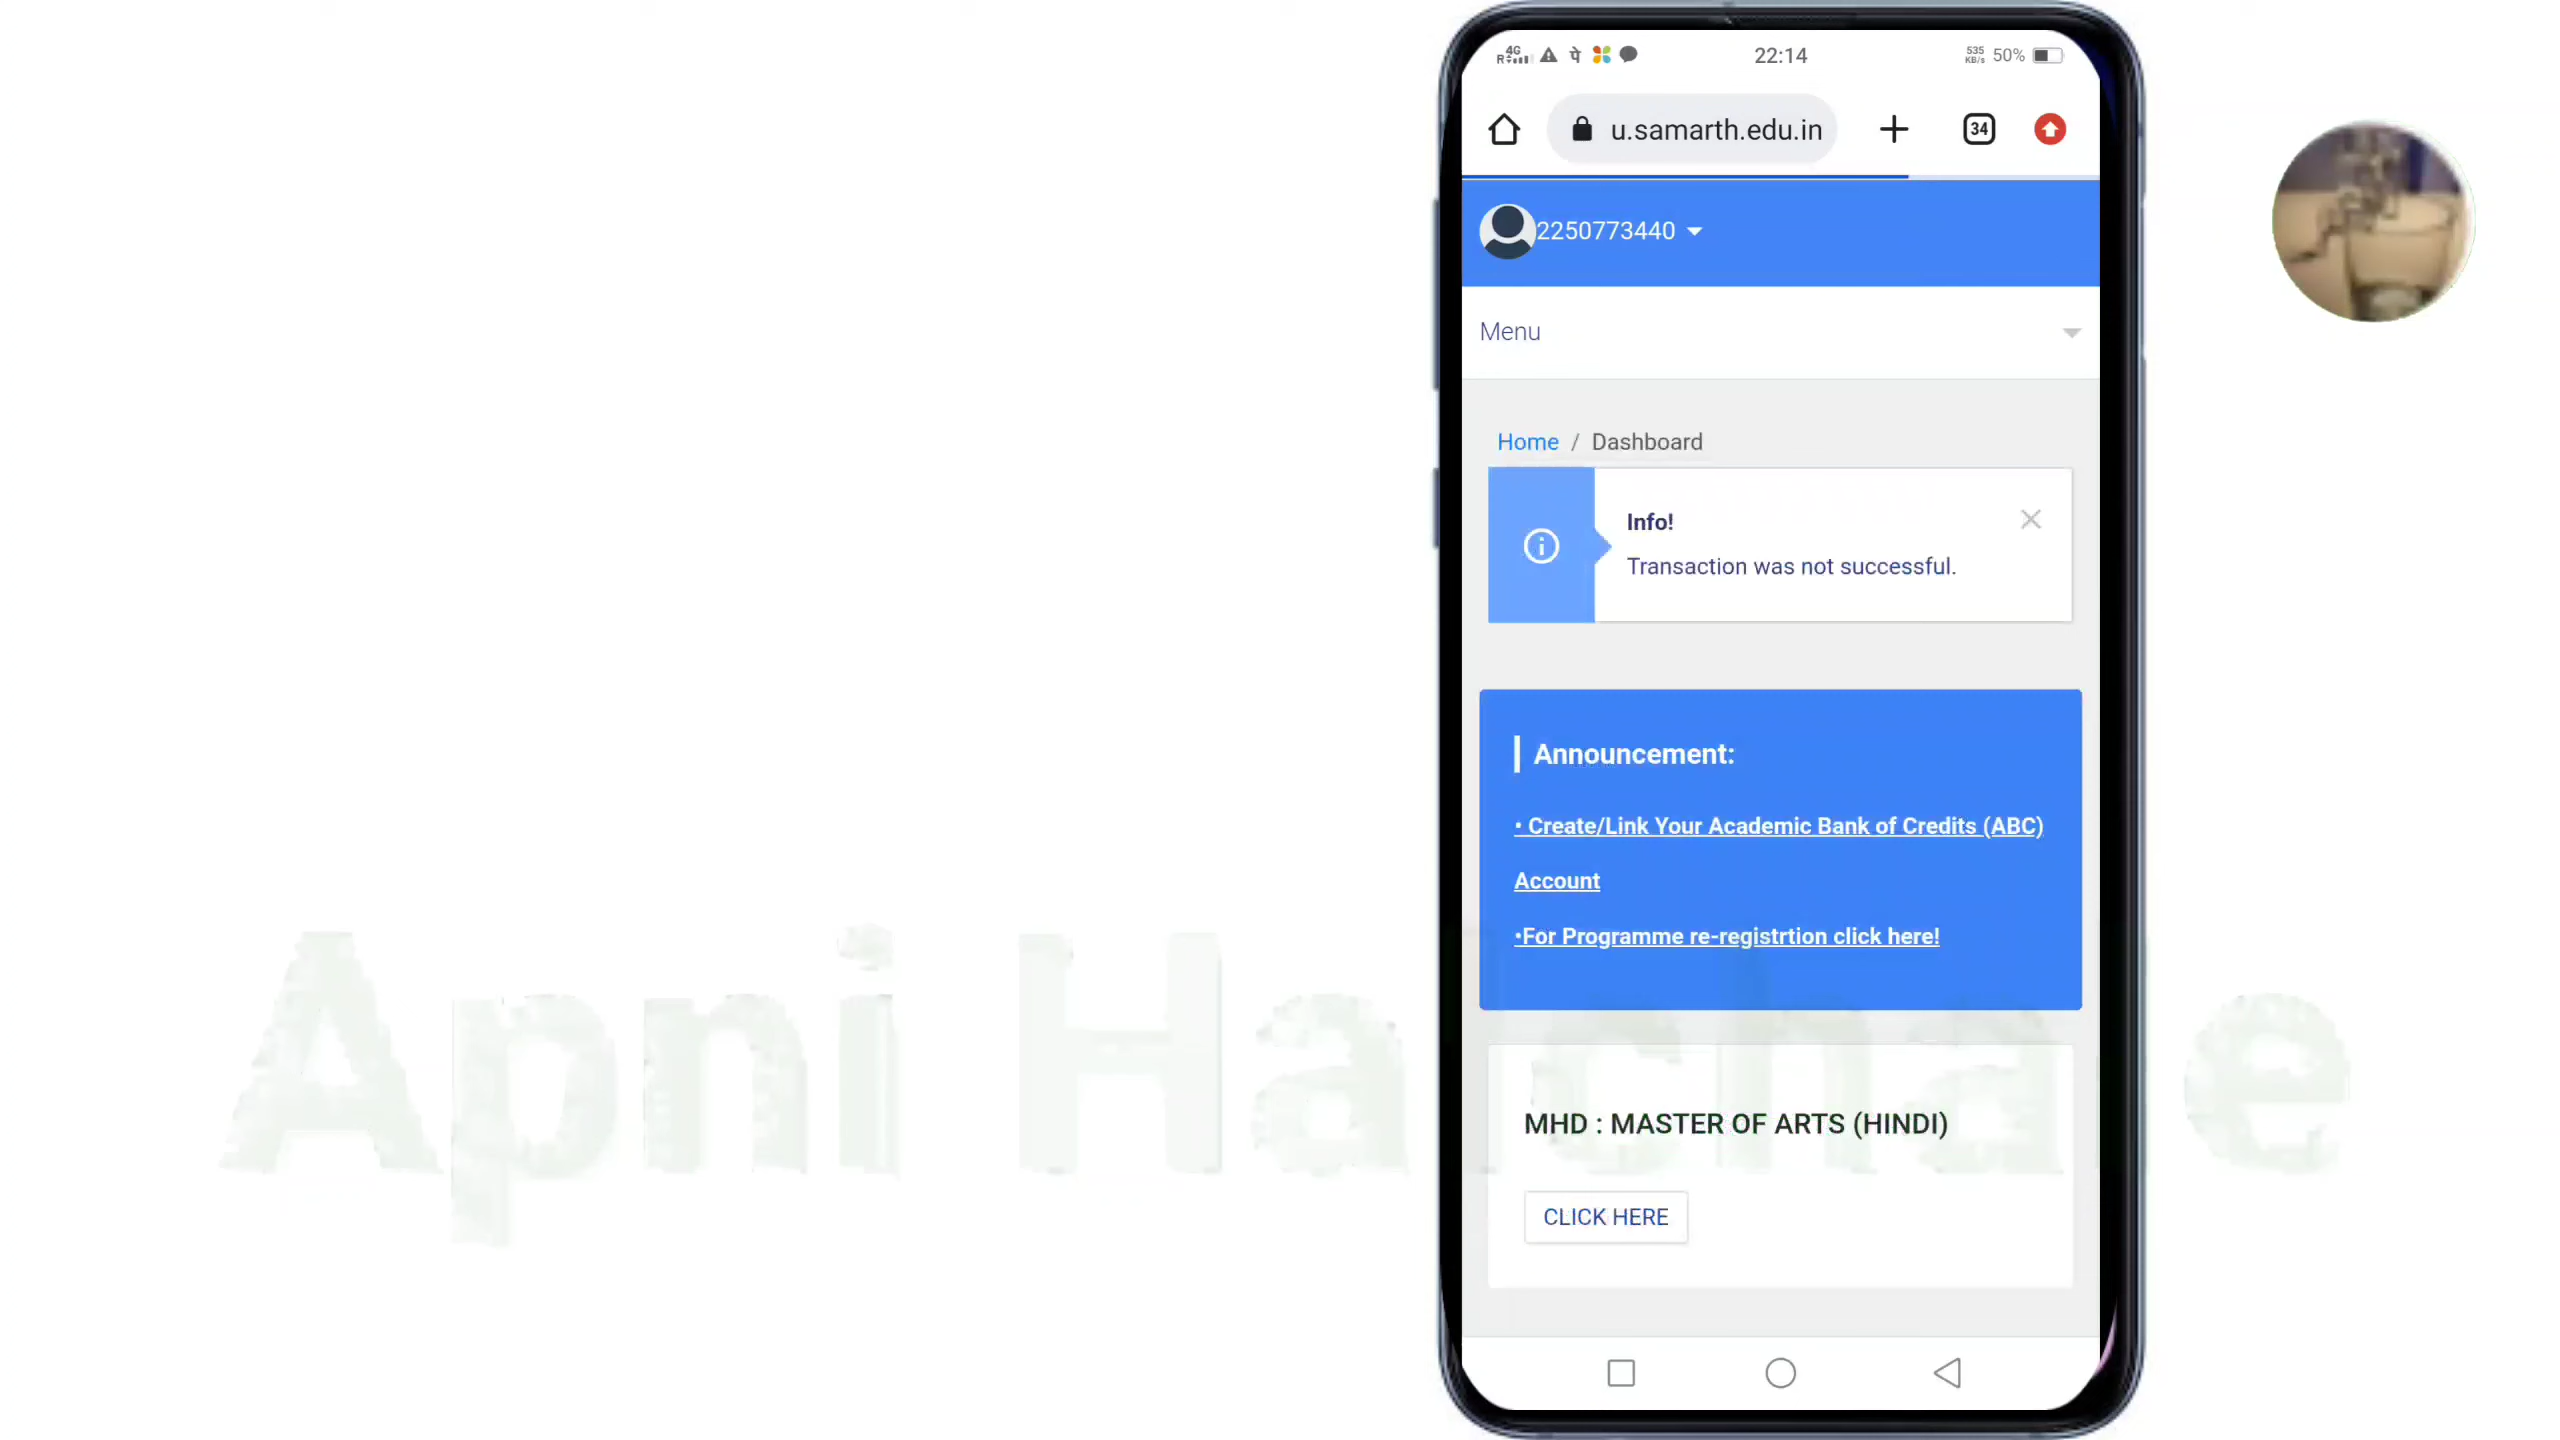 4G
R पे 22:14 535 KB/s 50%
u.samarth.edu.in 34
2250773440
Menu
Home / Dashboard
Info!
Transaction was not successful.
Announcement:
• Create/Link Your Academic Bank of Credits (ABC)
Account
•For Programme re-registrtion click here!
Apni Ha
MHD : MASTER OF ARTS (HINDI)
CLICK HERE